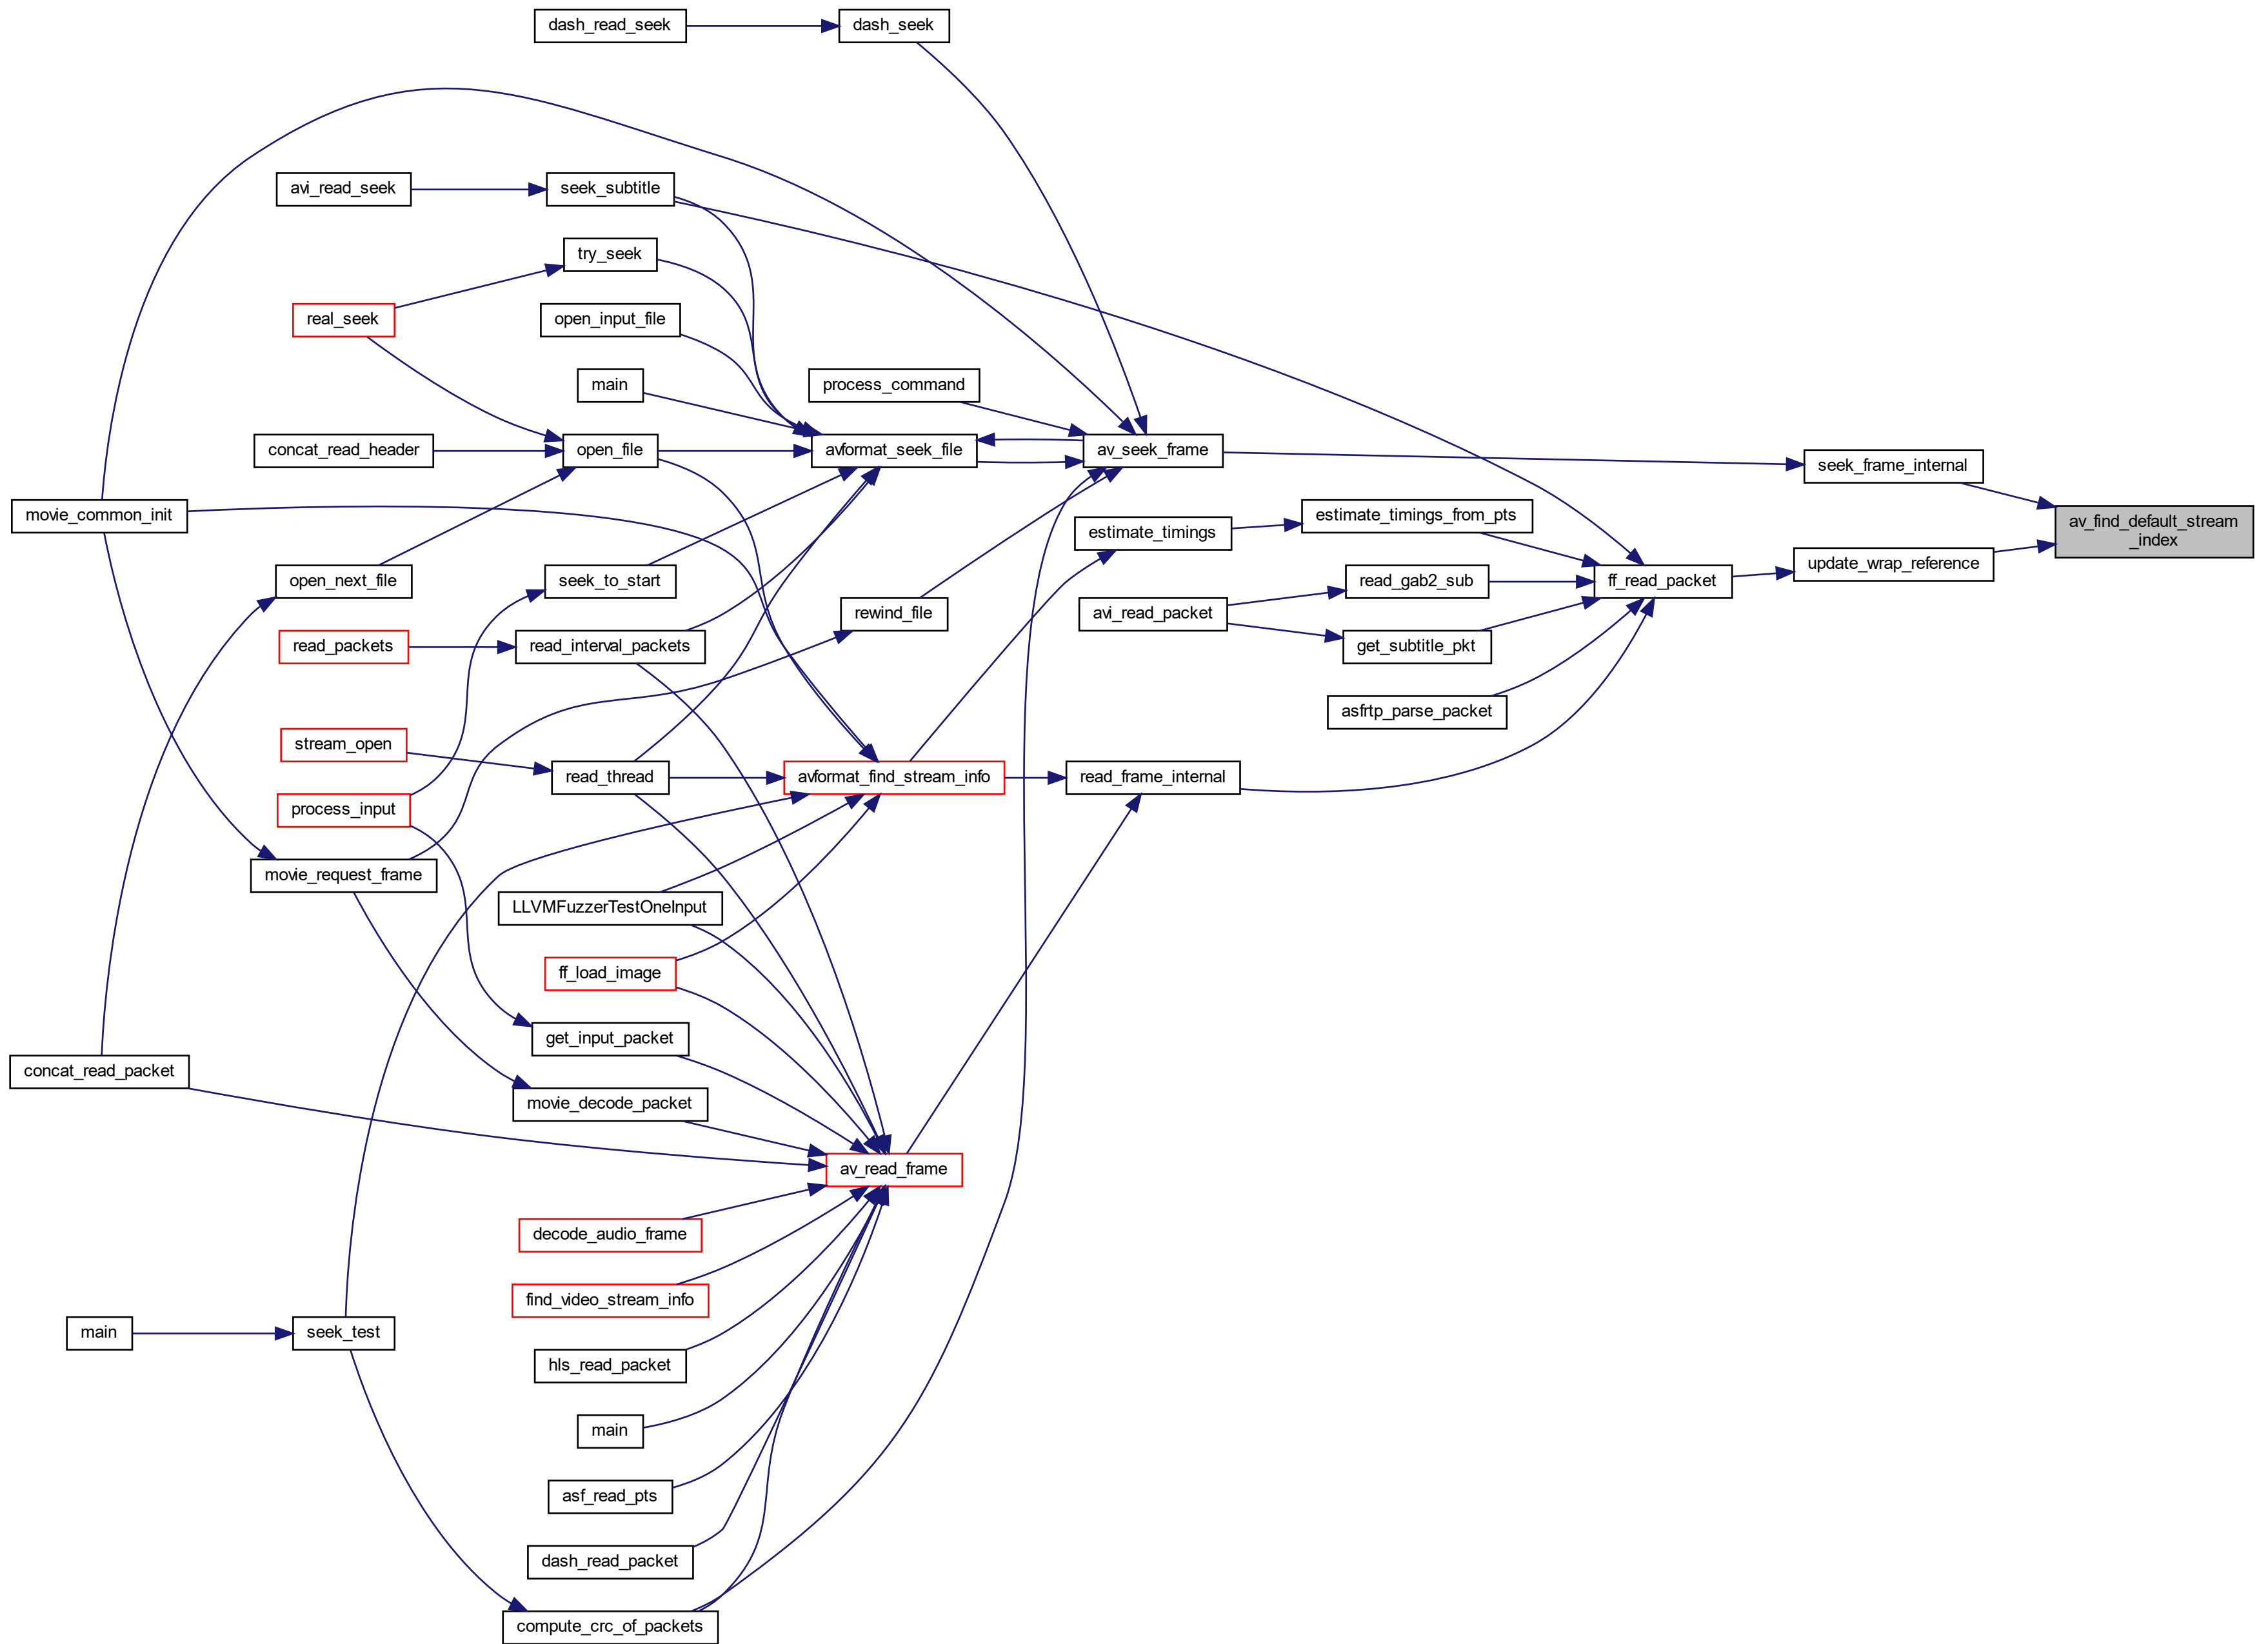 dash_read_seek
dash_seek
avi_read_seek
seek_subtitle
try_seek
real_seek
open_input_file
main
process_command
concat_read_header
open_file
avformat_seek_file
av_seek_frame
seek_frame_internal
movie_common_init
estimate_timings
estimate_timings_from_pts
av_find_default_stream
_index
open_next_file
seek_to_start
rewind_file
avi_read_packet
read_gab2_sub
ff_read_packet
update_wrap_reference
read_packets
read_interval_packets
get_subtitle_pkt
asfrtp_parse_packet
stream_open
read_thread
avformat_find_stream_info
read_frame_internal
process_input
movie_request_frame
LLVMFuzzerTestOneInput
ff_load_image
get_input_packet
concat_read_packet
movie_decode_packet
av_read_frame
decode_audio_frame
find_video_stream_info
main
seek_test
hls_read_packet
main
asf_read_pts
dash_read_packet
compute_crc_of_packets